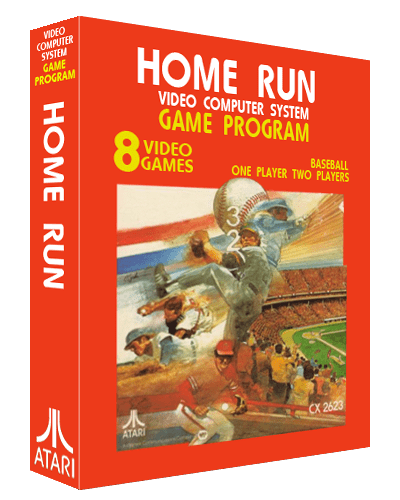 VIDEO
COMPUTER
SYSTEM
GAME
PROGRAM
HOME RUN
ATARI
HOME RUN
VIDEO COMPUTER SYSTEM
GAME PROGRAM
8 VIDEO
GAMES
BASEBALL
ONE PLAYER TWO PLAYERS
3
2
CX 2623
ATARI